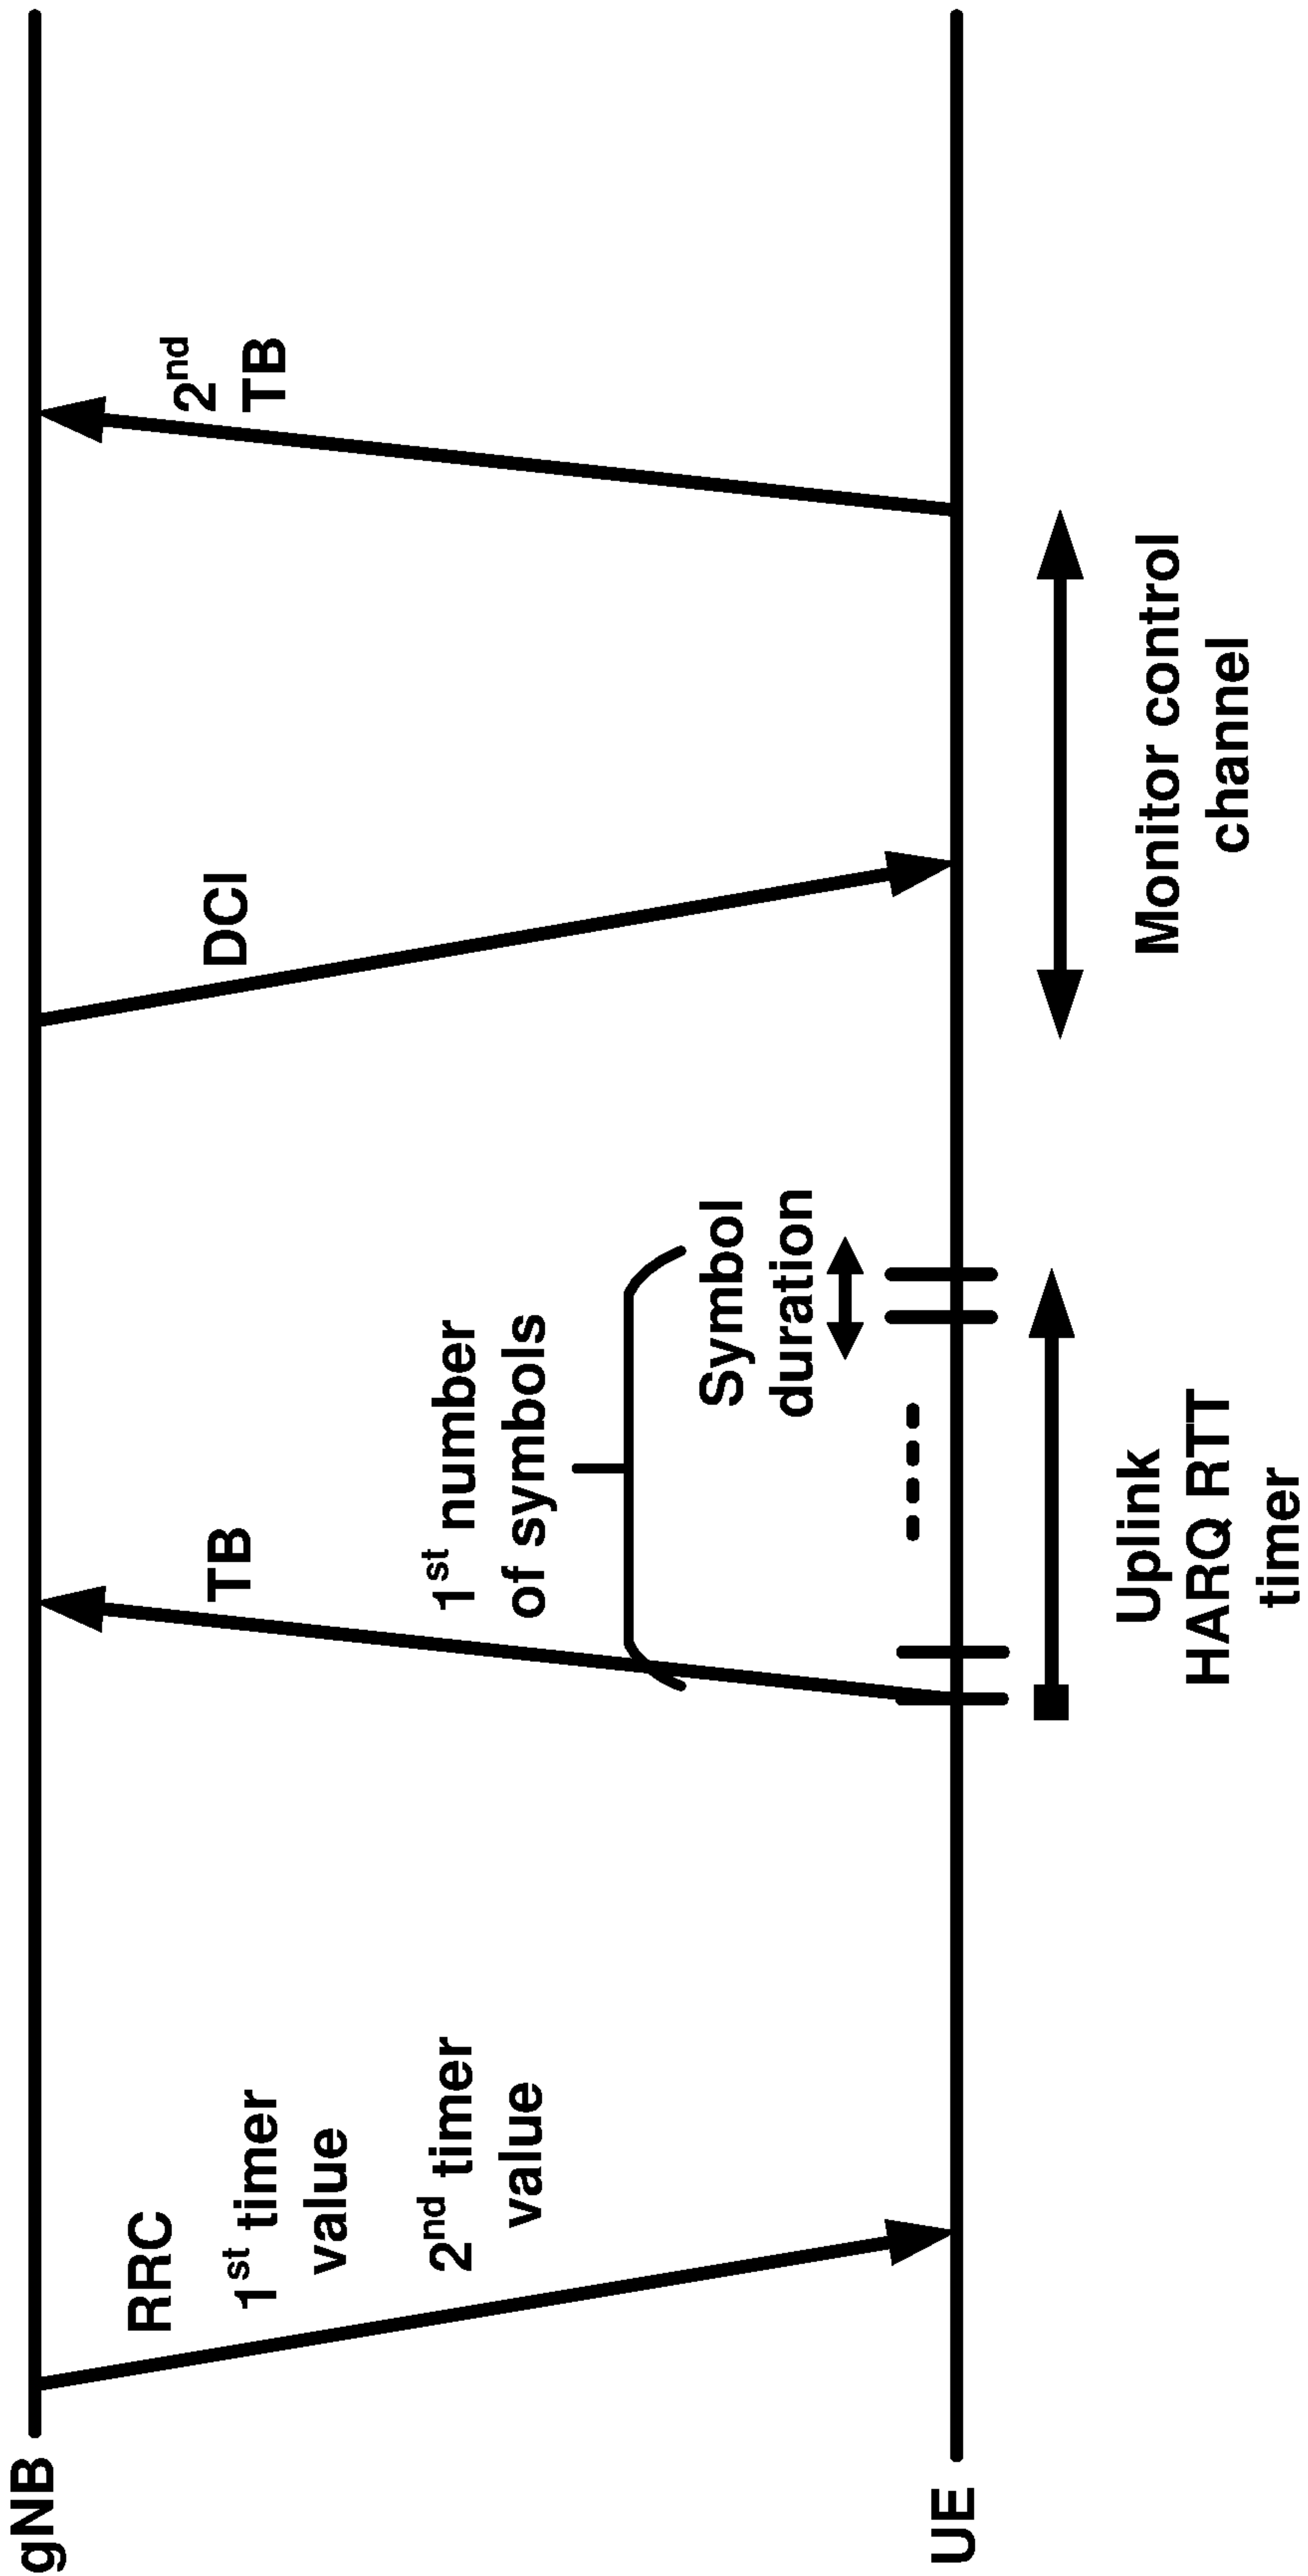 gNB
RRC
1st timer
value
2nd timer
value
TB
1st number
of symbols
Symbol
duration
DCI
2nd
TB
UE
Uplink
HARQ RTT
timer
Monitor control
channel